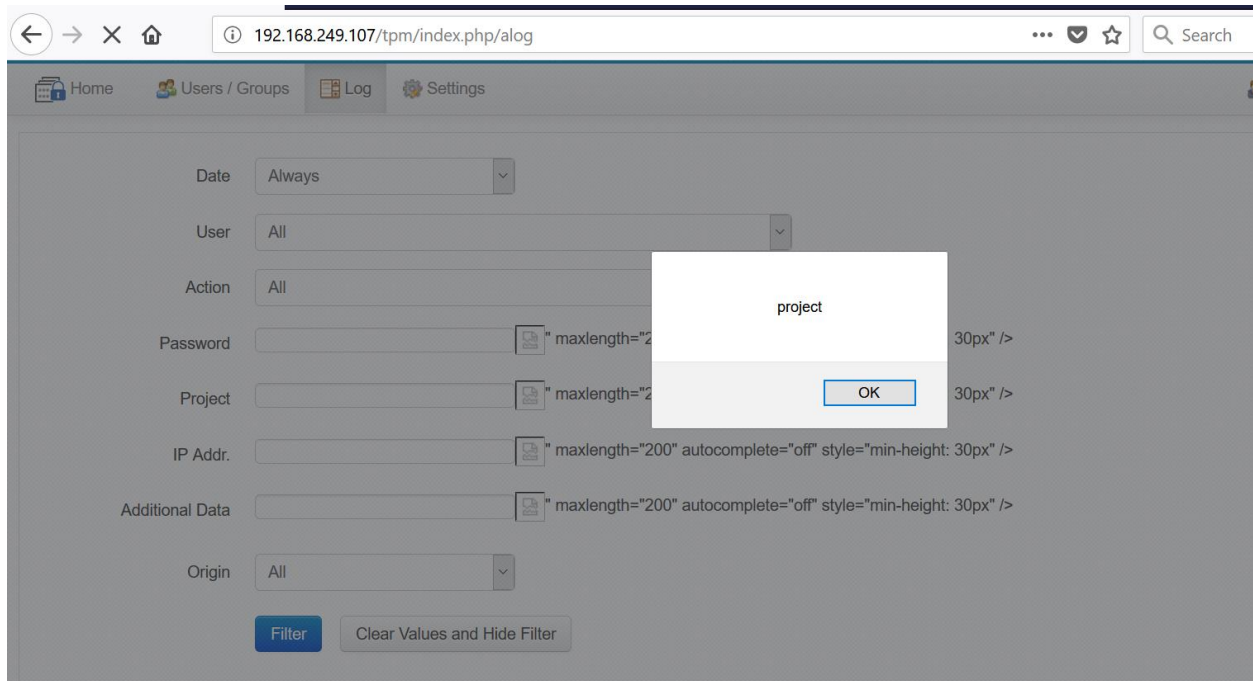 192.168.249.107/tpm/index.php/alog
Search
Home Users / Groups Log Settings
Date Always
User All
Action All
project
Password " maxlength="2 30px" />
Project " maxlength="2 OK 30px" />
IP Addr. " maxlength="200" autocomplete="off" style="min-height: 30px" />
Additional Data " maxlength="200" autocomplete="off" style="min-height: 30px" />
Origin All
Filter Clear Values and Hide Filter